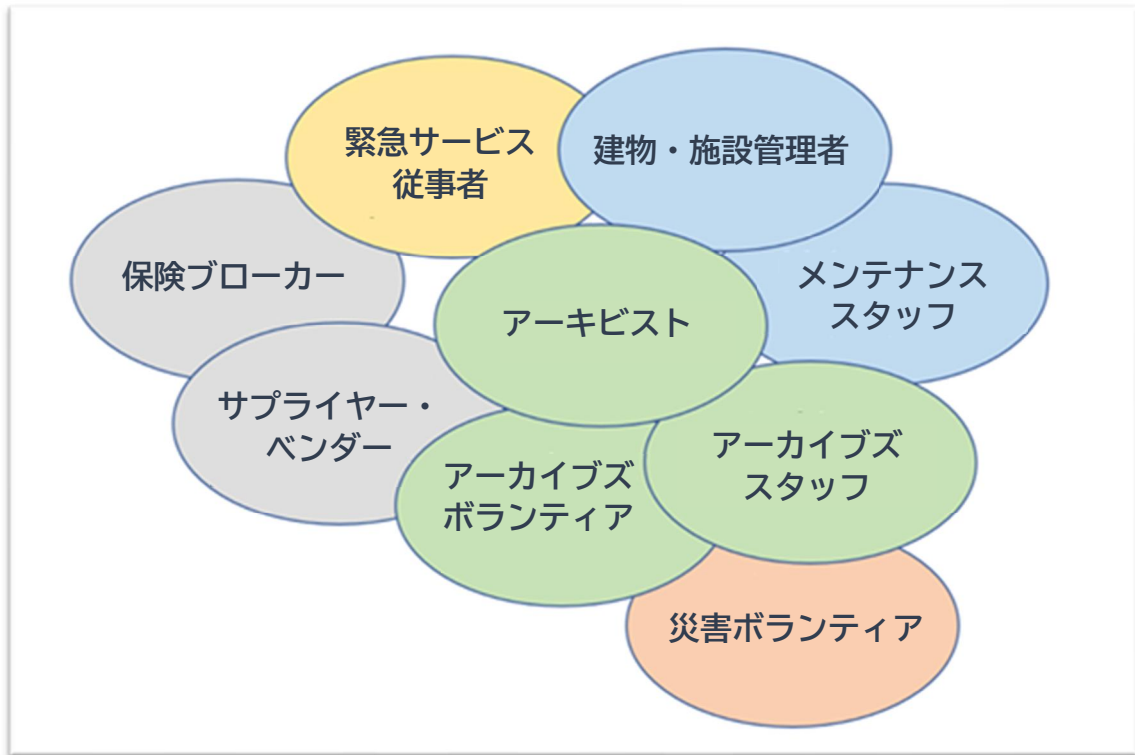 緊急サービス
従事者
建物・施設管理者
保険ブローカー
アーキビスト
メンテナンス
スタッフ
サプライヤー・
ベンダー
アーカイブズ
ボランティア
アーカイブズ
スタッフ
災害ボランティア